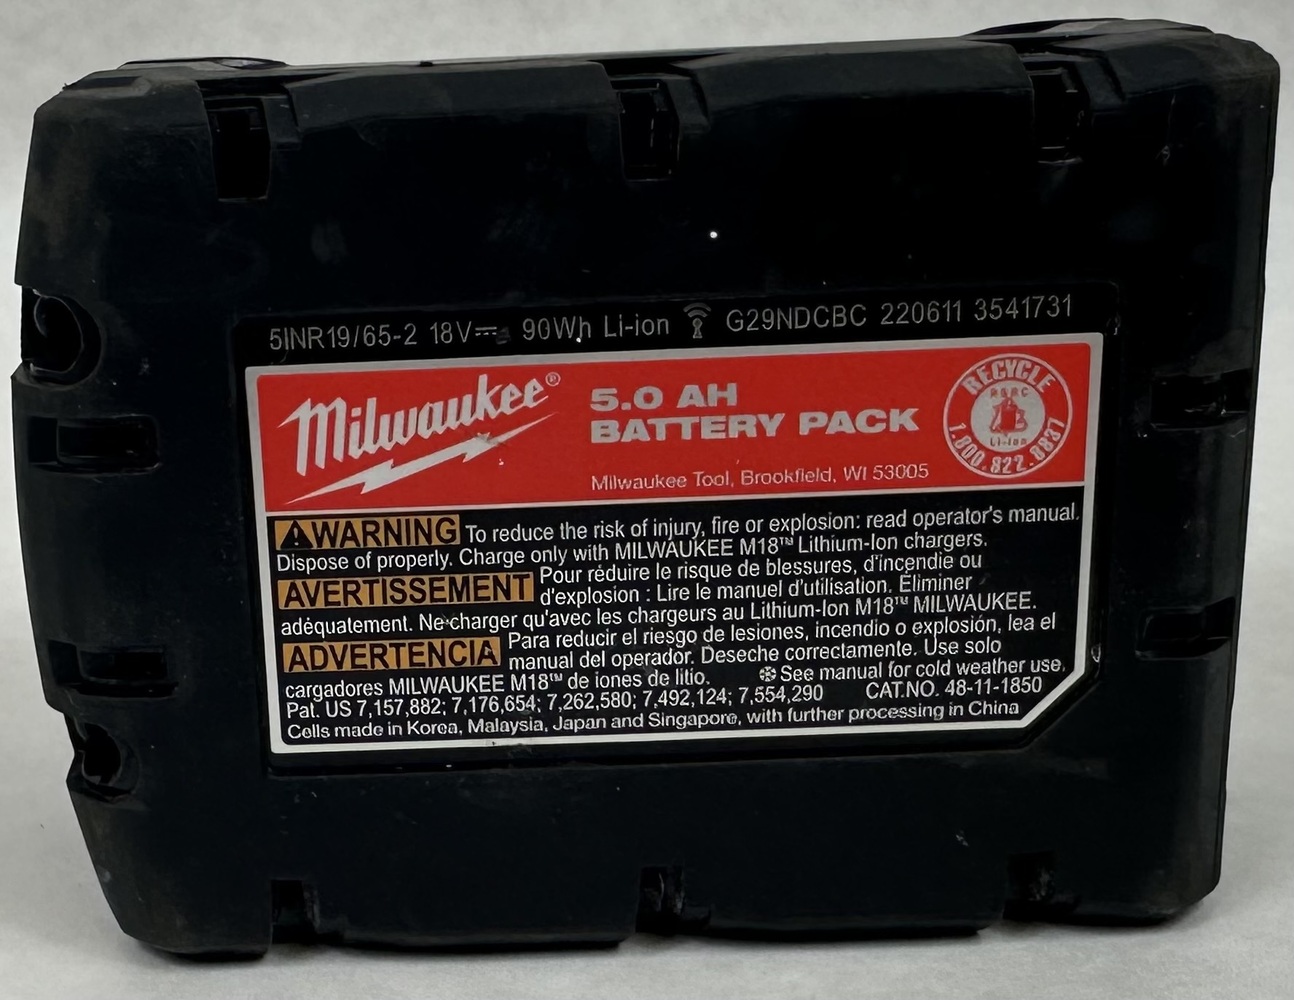 5INR19/65-2 18V⎓ 90Wh Li-ion G29NDCBC 220611 3541731
Milwaukee®
5.0 AH
BATTERY PACK
Milwaukee Tool, Brookfield, WI 53005
RECYCLE
RBRC
Li-Ion
1.800.822.8837
⚠WARNING To reduce the risk of injury, fire or explosion: read operator's manual.
Dispose of properly. Charge only with MILWAUKEE M18™ Lithium-Ion chargers.
AVERTISSEMENT Pour réduire le risque de blessures, d'incendie ou
d'explosion : Lire le manuel d'utilisation. Éliminer
adéquatement. Ne charger qu'avec les chargeurs au Lithium-Ion M18™ MILWAUKEE.
ADVERTENCIA Para reducir el riesgo de lesiones, incendio o explosión, lea el
manual del operador. Deseche correctamente. Use solo
cargadores MILWAUKEE M18™ de iones de litio. See manual for cold weather use.
Pat. US 7,157,882; 7,176,654; 7,262,580; 7,492,124; 7,554,290 CAT.NO. 48-11-1850
Cells made in Korea, Malaysia, Japan and Singapore, with further processing in China